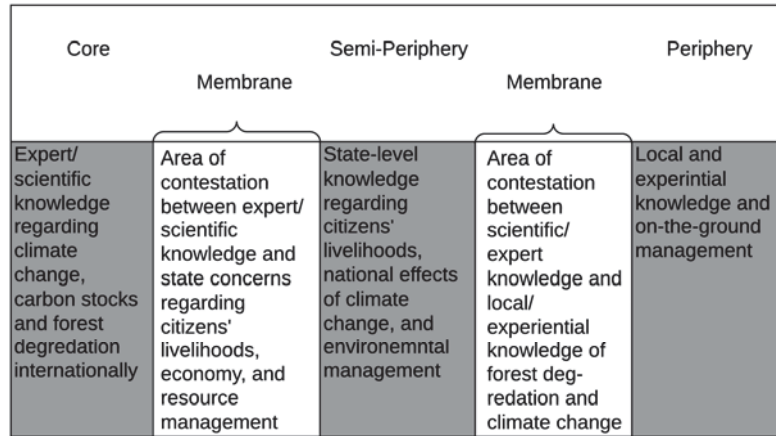 Core
Semi-Periphery
Periphery
Membrane
Membrane
Expert/
scientific
knowledge
regarding
climate
change,
carbon stocks
and forest
degredation
internationally
Area of
contestation
between expert/
scientific
knowledge and
state concerns
regarding
citizens'
livelihoods,
economy, and
resource
management
State-level
knowledge
regarding
citizens'
livelihoods,
national effects
of climate
change, and
environemntal
management
Area of
contestation
between
scientific/
expert
knowledge and
local/
experiential
knowledge of
forest deg-
redation and
climate change
Local and
experintial
knowledge and
on-the-ground
management